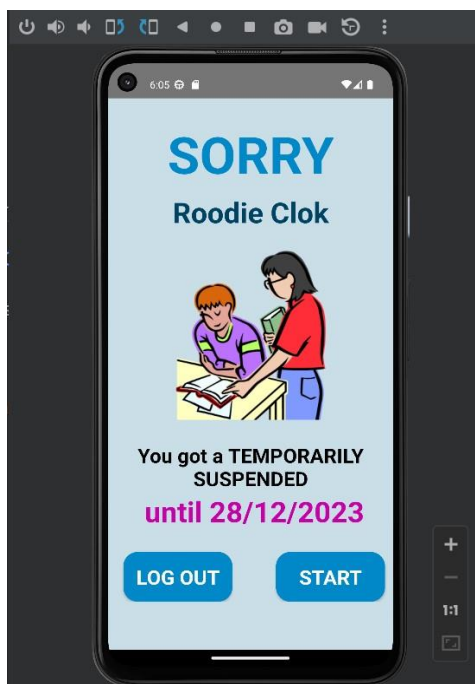 6:05
SORRY
Roodie Clok
You got a TEMPORARILY
SUSPENDED
until 28/12/2023
LOG OUT START
1:1